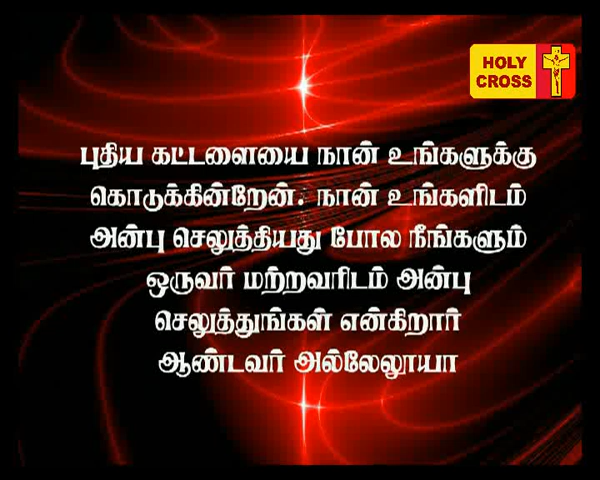 HOLY
CROSS
புதிய கட்டளையை நான் உங்களுக்கு
கொடுக்கின்றேன். நான் உங்களிடம்
அன்பு செலுத்தியது போல நீங்களும்
ஒருவர் மற்றவரிடம் அன்பு
செலுத்துங்கள் என்கிறார்
ஆண்டவர் அல்லேலூயா